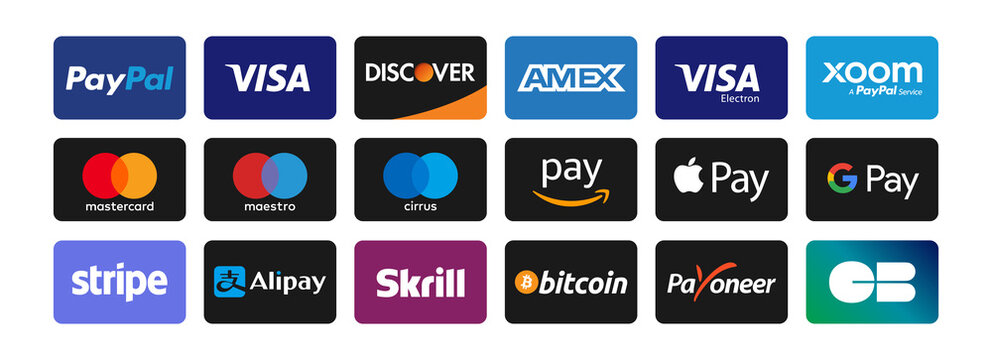 PayPal
VISA
DISCOVER
AMEX
VISA
Electron
xoom
A PayPal Service
mastercard
maestro
cirrus
pay
Pay
G Pay
stripe
支 Alipay
Skrill
₿ bitcoin
Payoneer
CB